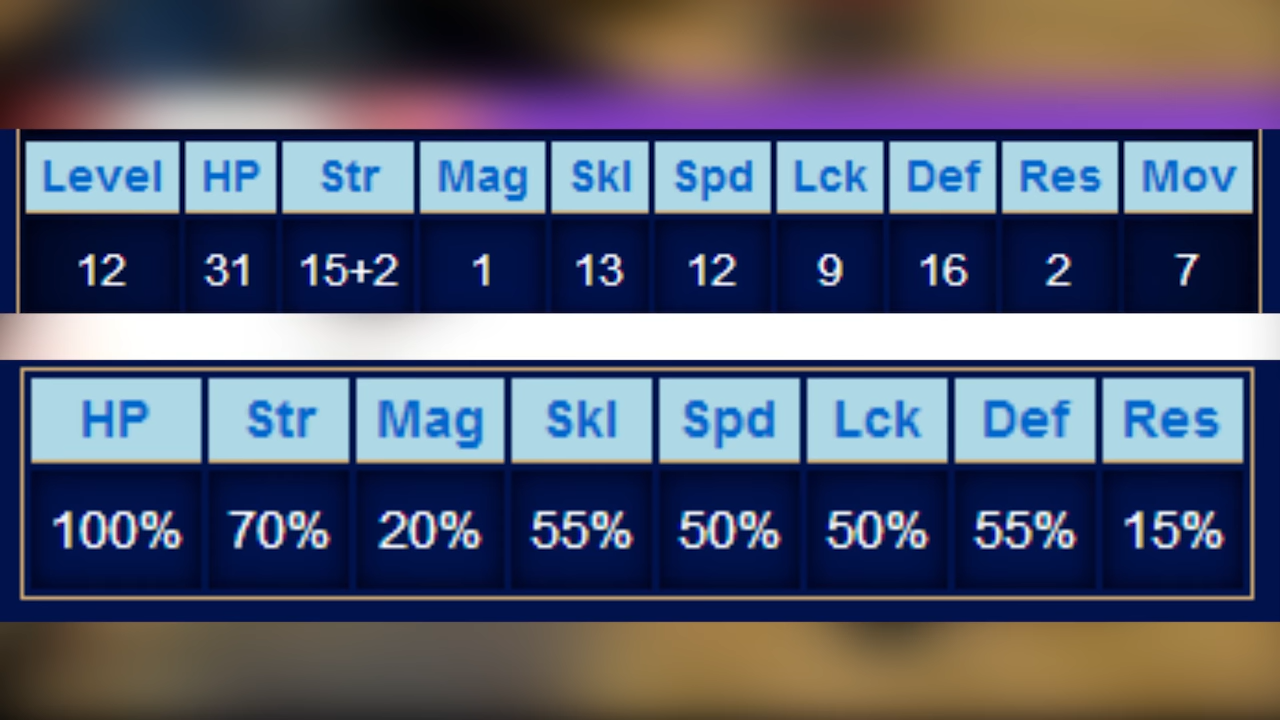 Level HP Str Mag Skl Spd Lck Def Res Mov
12 31 15+2 1 13 12 9 16 2 7
HP Str Mag Skl Spd Lck Def Res
100% 70% 20% 55% 50% 50% 55% 15%